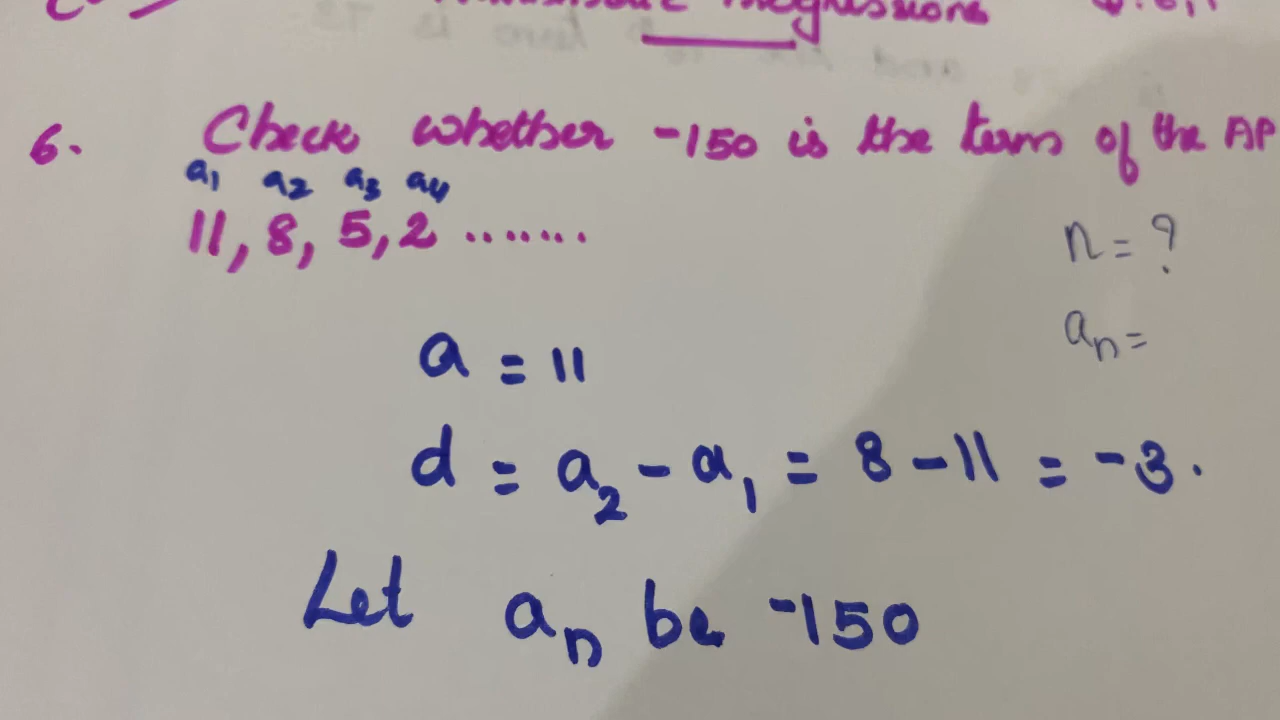 Progressions
6. Check whether -150 is the term of the AP
a1 a2 a3 a4
11, 8, 5, 2 .......
n = ?
an =
a = 11
d = a2 - a1 = 8 - 11 = -3.
Let an be -150